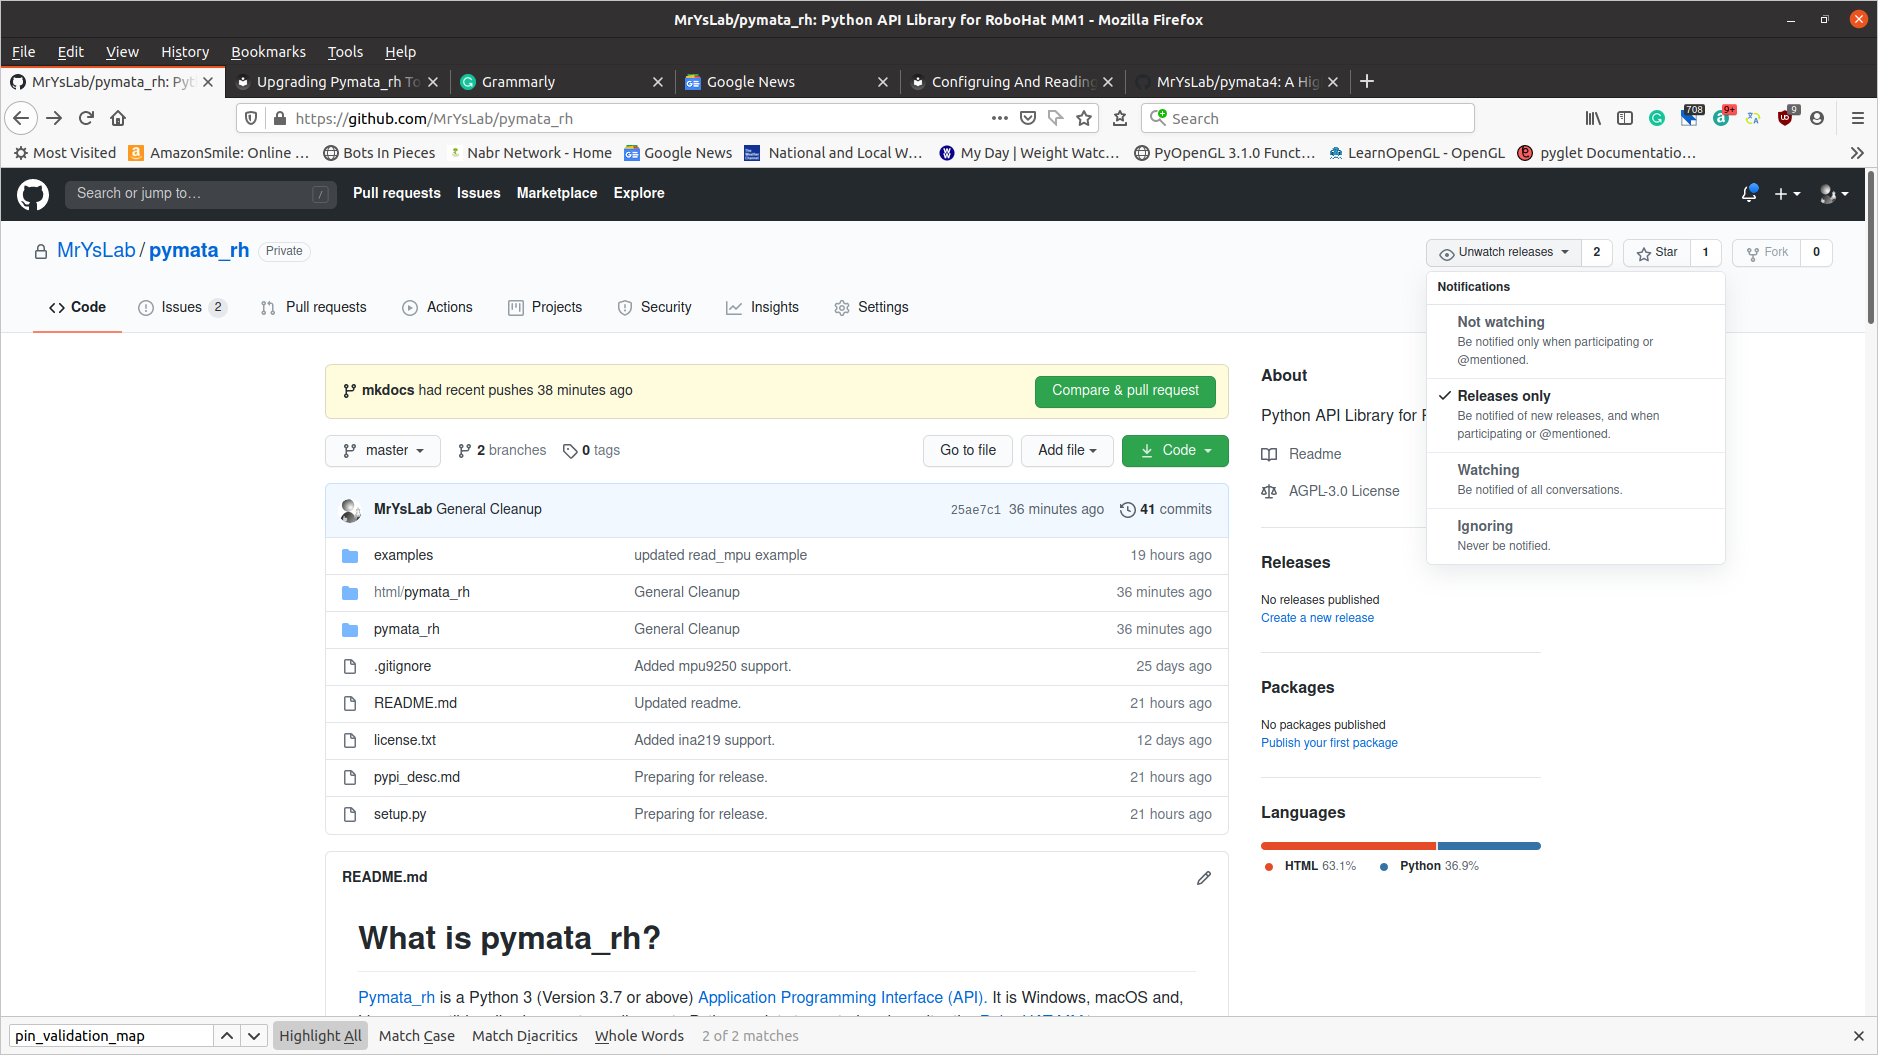 MrYsLab/pymata_rh: Python API Library for RoboHat MM1 - Mozilla Firefox
File Edit View History Bookmarks Tools Help
MrYsLab/pymata_rh: Pyt
Upgrading Pymata_rh To
Grammarly
Google News
Configruing And Reading
MrYsLab/pymata4: A Hig
https://github.com/MrYsLab/pymata_rh
Search
708
9+
9
Most Visited
AmazonSmile: Online …
Bots In Pieces
Nabr Network - Home
Google News
National and Local W…
My Day | Weight Watc…
PyOpenGL 3.1.0 Funct…
LearnOpenGL - OpenGL
pyglet Documentatio…
Search or jump to…
/
Pull requests Issues Marketplace Explore
MrYsLab / pymata_rh
Private
Unwatch releases 2
Star 1
Fork 0
Code
Issues 2
Pull requests
Actions
Projects
Security
Insights
Settings
Notifications
Not watching
Be notified only when participating or
@mentioned.
Releases only
Be notified of new releases, and when
participating or @mentioned.
Watching
Be notified of all conversations.
Ignoring
Never be notified.
mkdocs had recent pushes 38 minutes ago
Compare & pull request
master
2 branches
0 tags
Go to file
Add file
Code
MrYsLab General Cleanup 25ae7c1 36 minutes ago 41 commits
examples updated read_mpu example 19 hours ago
html/pymata_rh General Cleanup 36 minutes ago
pymata_rh General Cleanup 36 minutes ago
.gitignore Added mpu9250 support. 25 days ago
README.md Updated readme. 21 hours ago
license.txt Added ina219 support. 12 days ago
pypi_desc.md Preparing for release. 21 hours ago
setup.py Preparing for release. 21 hours ago
About
Python API Library for
Readme
AGPL-3.0 License
Releases
No releases published
Create a new release
Packages
No packages published
Publish your first package
Languages
HTML 63.1%
Python 36.9%
README.md
What is pymata_rh?
Pymata_rh is a Python 3 (Version 3.7 or above) Application Programming Interface (API). It is Windows, macOS and,
pin_validation_map
Highlight All
Match Case
Match Diacritics
Whole Words
2 of 2 matches